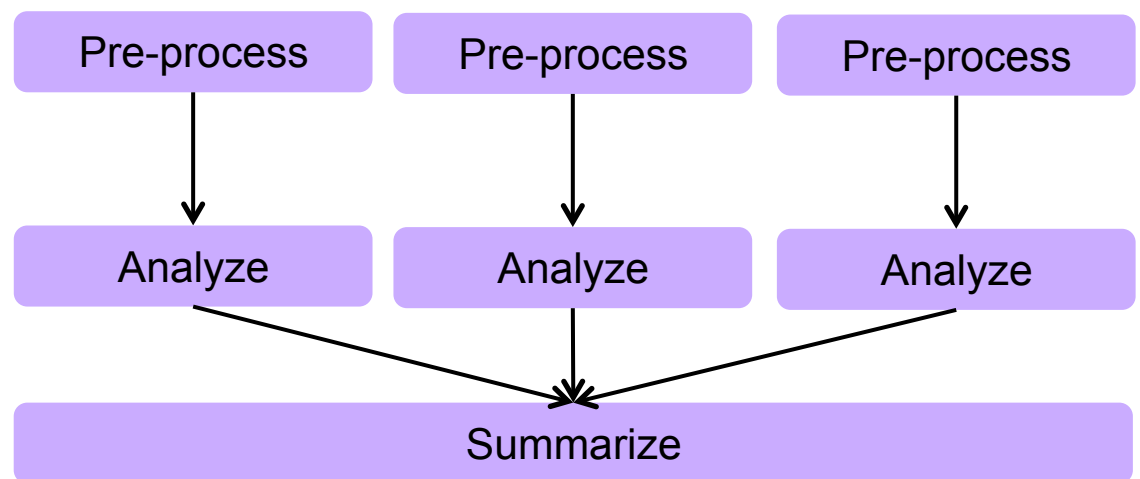 Pre-process
Pre-process
Pre-process
Analyze
Analyze
Analyze
Summarize